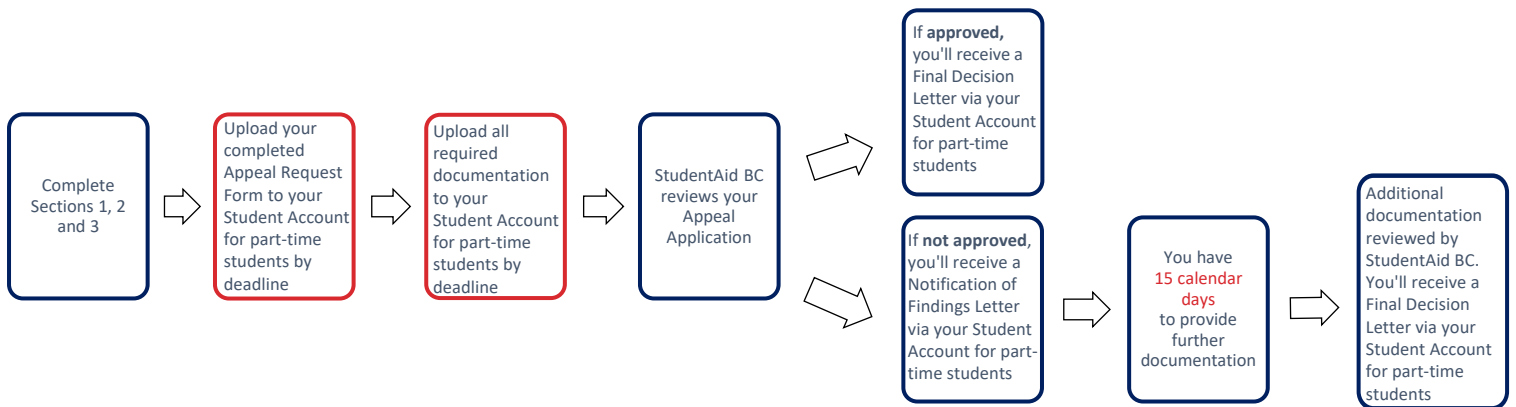 Complete
Sections 1, 2
and 3
Upload your
completed
Appeal Request
Form to your
Student Account
for part-time
students by
deadline
Upload all
required
documentation
to your
Student Account
for part-time
students by
deadline
StudentAid BC
reviews your
Appeal
Application
If approved,
you'll receive a
Final Decision
Letter via your
Student Account
for part-time
students
If not approved,
you'll receive a
Notification of
Findings Letter
via your Student
Account for part-
time students
You have
15 calendar
days
to provide
further
documentation
Additional
documentation
reviewed by
StudentAid BC.
You'll receive a
Final Decision
Letter via your
Student Account
for part-time
students